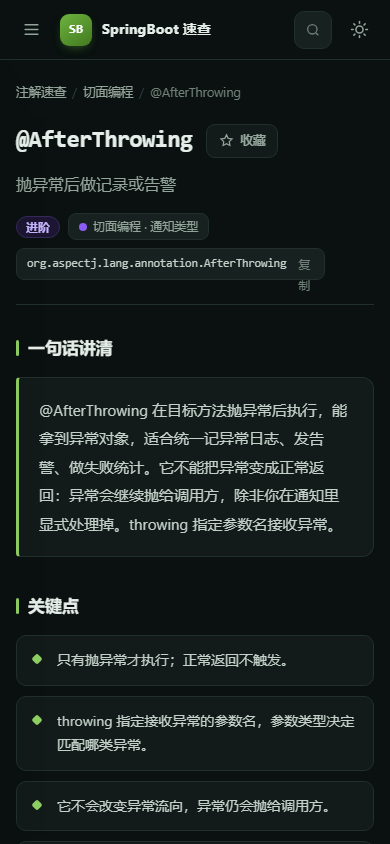 SB SpringBoot 速查
注解速查 / 切面编程 / @AfterThrowing
@AfterThrowing 收藏
抛异常后做记录或告警
进阶 切面编程 · 通知类型
org.aspectj.lang.annotation.AfterThrowing 复
制
一句话讲清
@AfterThrowing 在目标方法抛异常后执行，能
拿到异常对象，适合统一记异常日志、发告
警、做失败统计。它不能把异常变成正常返
回：异常会继续抛给调用方，除非你在通知里
显式处理掉。throwing 指定参数名接收异常。
关键点
只有抛异常才执行；正常返回不触发。
throwing 指定接收异常的参数名，参数类型决定
匹配哪类异常。
它不会改变异常流向，异常仍会抛给调用方。